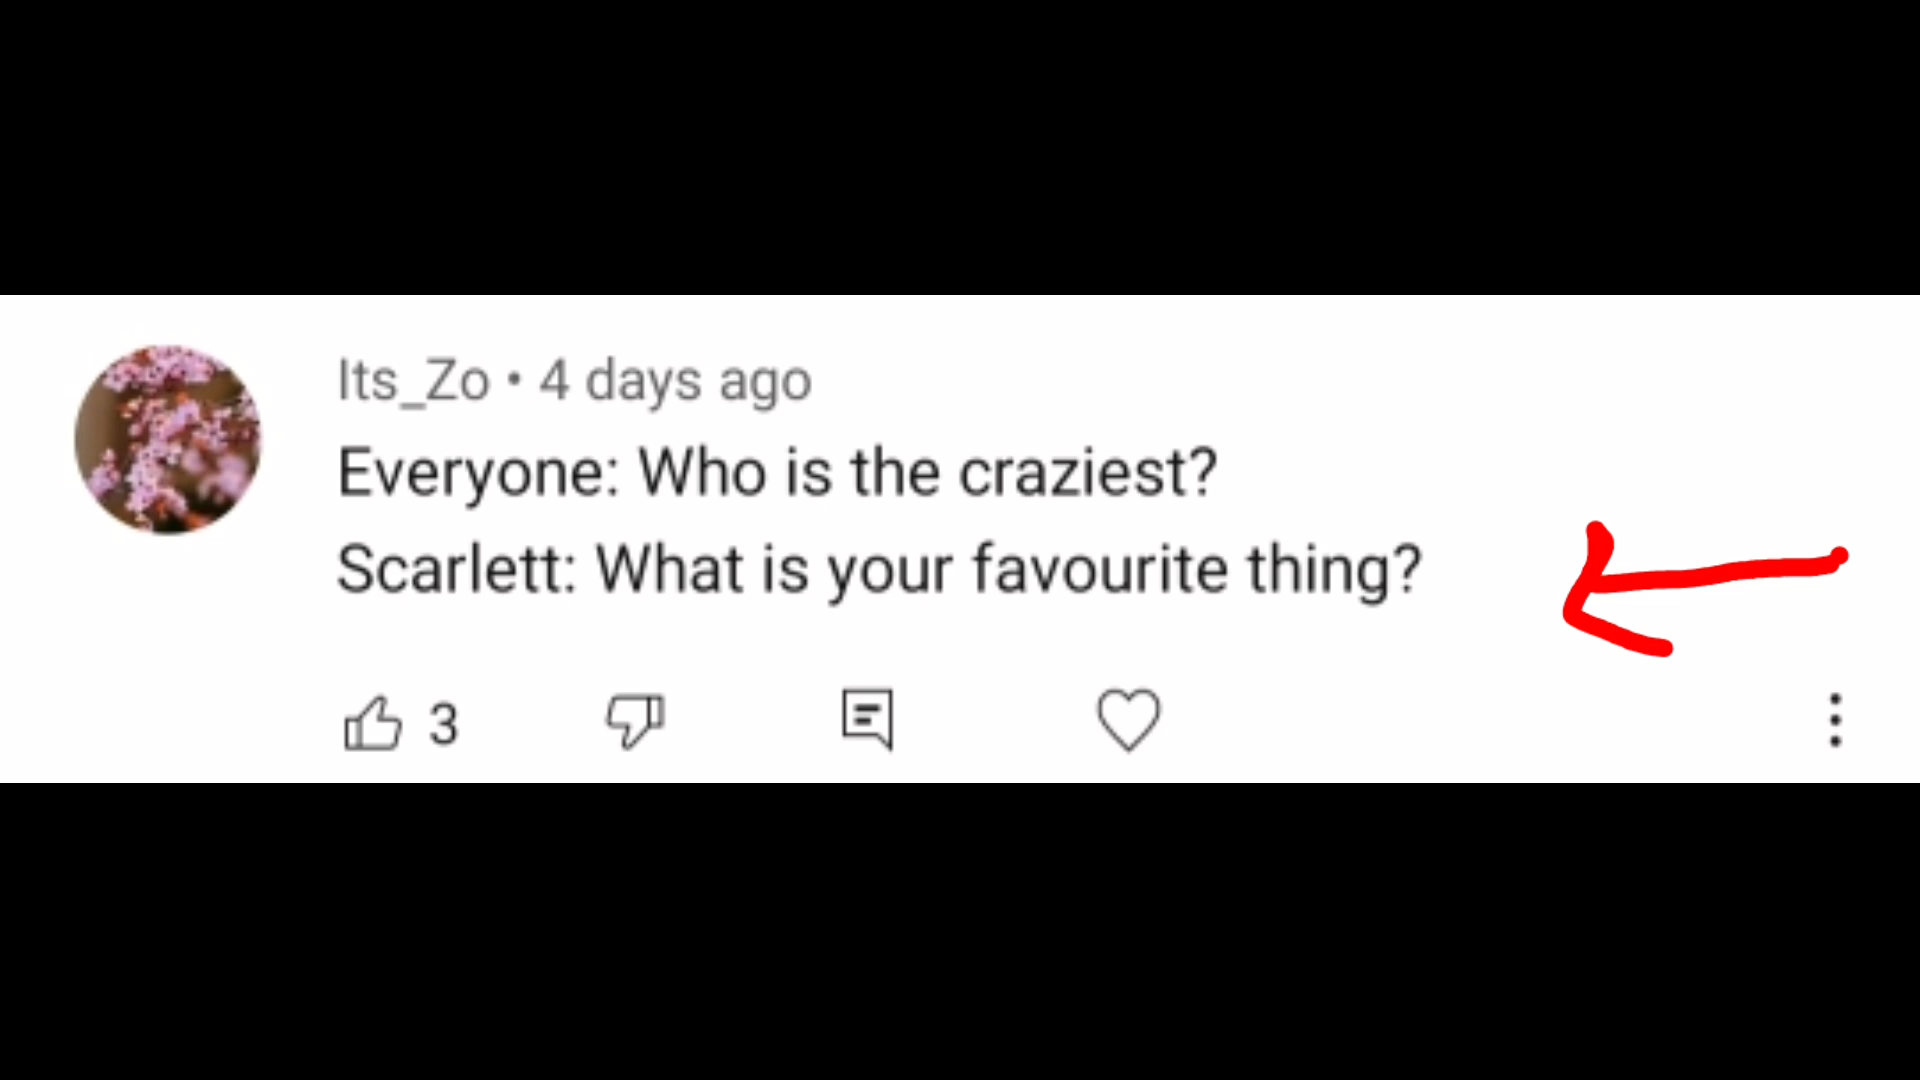 Its_Zo • 4 days ago
Everyone: Who is the craziest?
Scarlett: What is your favourite thing?
3